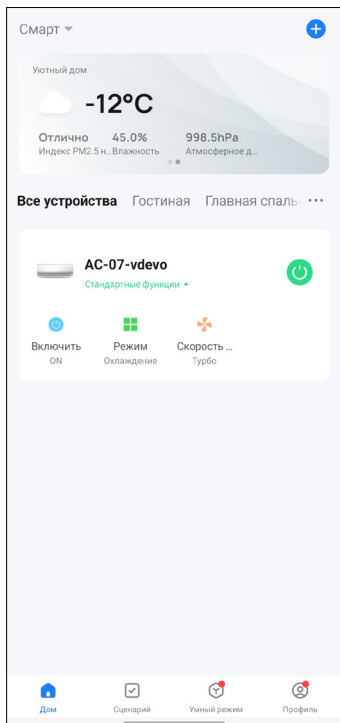 Смарт
Уютный дом
-12°C
Отлично 45.0% 998.5hPa
Индекс PM2.5 н... Влажность Атмосферное д...
Все устройства Гостиная Главная спаль
AC-07-vdevo
Стандартные функции
Включить Режим Скорость ...
ON Охлаждение Турбо
Дом Сценарий Умный режим Профиль